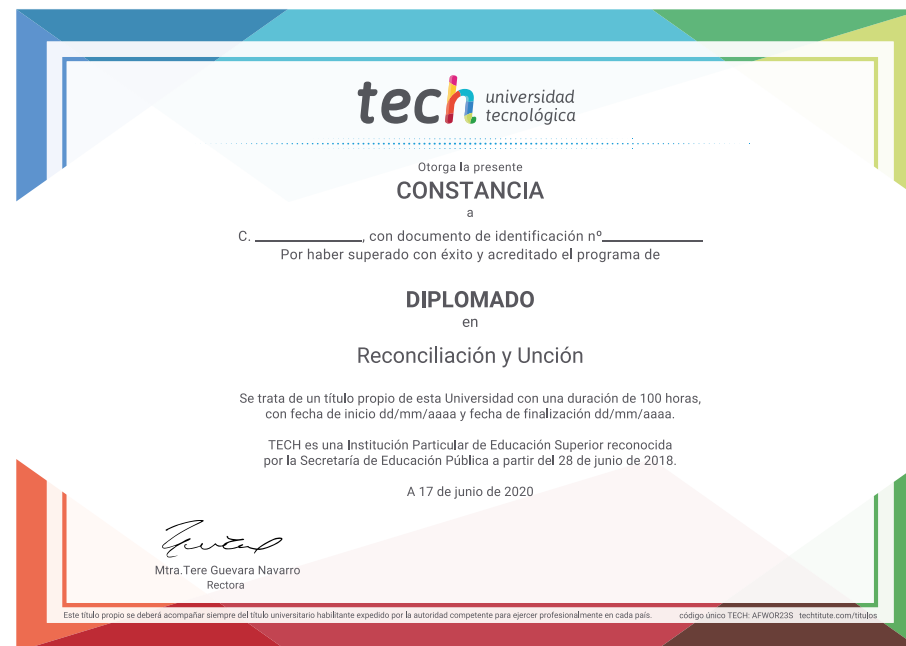 tech universidad
tecnológica
Otorga la presente
CONSTANCIA
a
C. ____________, con documento de identificación nº____________
Por haber superado con éxito y acreditado el programa de
DIPLOMADO
en
Reconciliación y Unción
Se trata de un título propio de esta Universidad con una duración de 100 horas,
con fecha de inicio dd/mm/aaaa y fecha de finalización dd/mm/aaaa.
TECH es una Institución Particular de Educación Superior reconocida
por la Secretaría de Educación Pública a partir del 28 de junio de 2018.
A 17 de junio de 2020
Mtra.Tere Guevara Navarro
Rectora
Este título propio se deberá acompañar siempre del título universitario habilitante expedido por la autoridad competente para ejercer profesionalmente en cada país. código único TECH: AFWOR23S techtitute.com/titulos